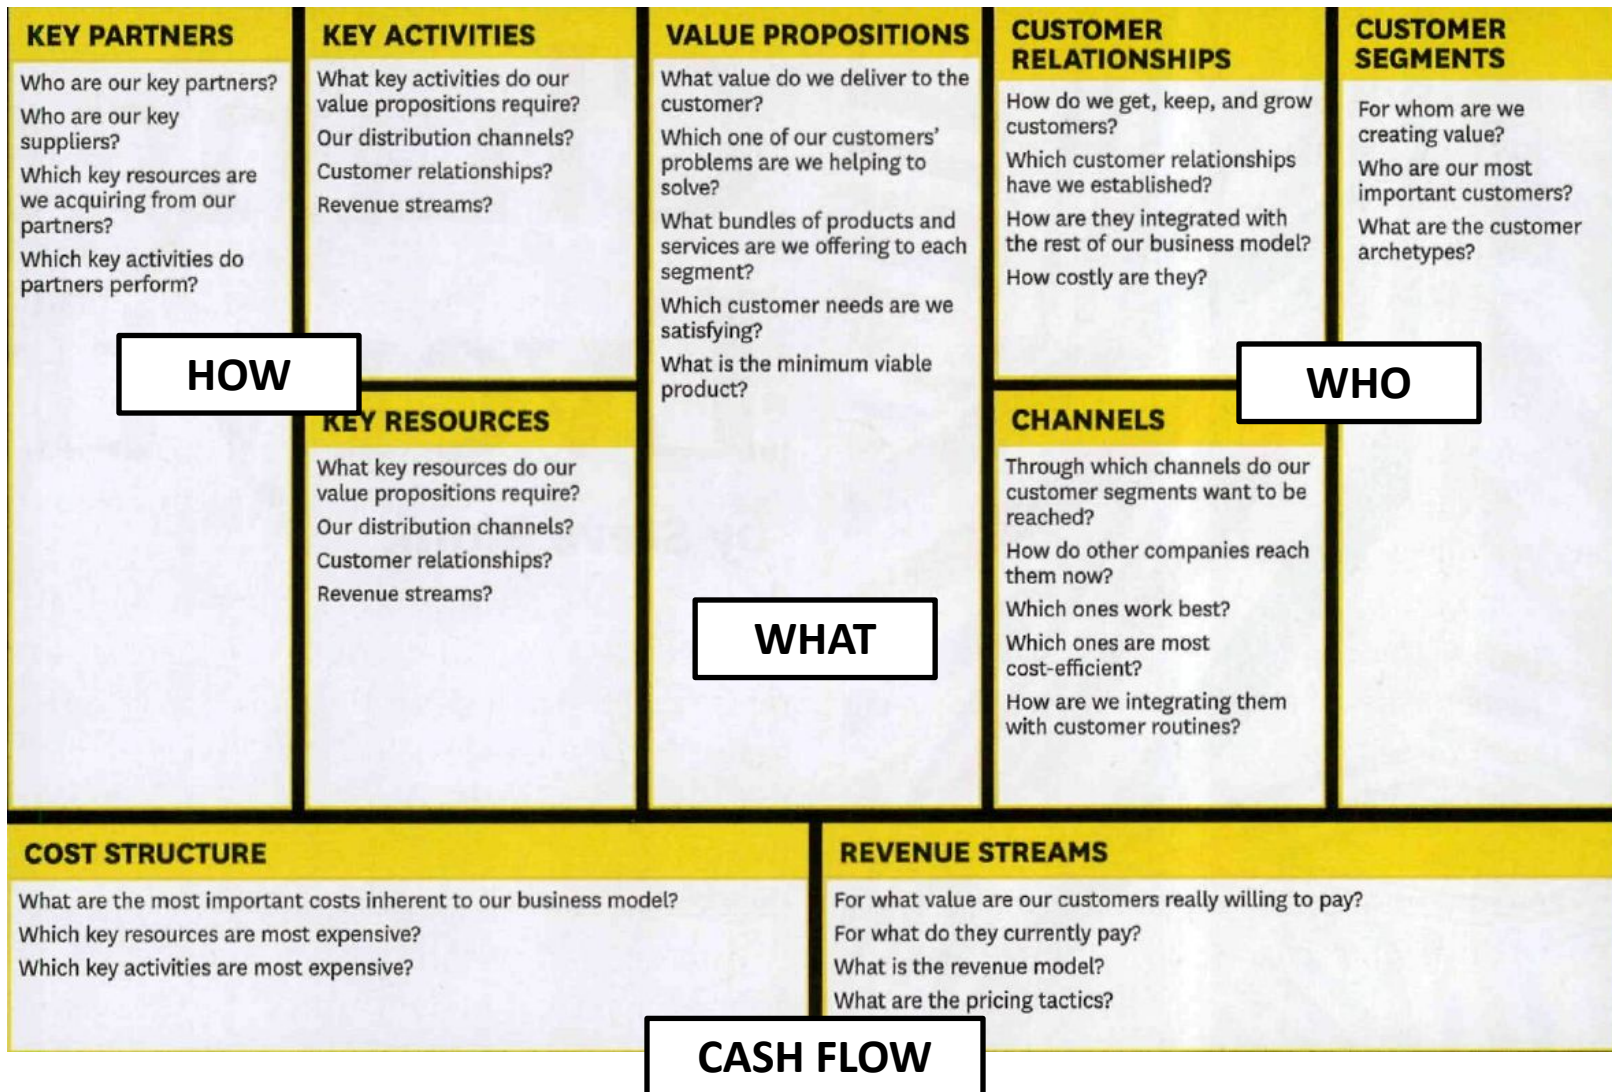 KEY PARTNERS
Who are our key partners?
Who are our key
suppliers?
Which key resources are
we acquiring from our
partners?
Which key activities do
partners perform?
HOW
KEY ACTIVITIES
What key activities do our
value propositions require?
Our distribution channels?
Customer relationships?
Revenue streams?
KEY RESOURCES
What key resources do our
value propositions require?
Our distribution channels?
Customer relationships?
Revenue streams?
VALUE PROPOSITIONS
What value do we deliver to the
customer?
Which one of our customers’
problems are we helping to
solve?
What bundles of products and
services are we offering to each
segment?
Which customer needs are we
satisfying?
What is the minimum viable
product?
WHAT
CUSTOMER
RELATIONSHIPS
How do we get, keep, and grow
customers?
Which customer relationships
have we established?
How are they integrated with
the rest of our business model?
How costly are they?
WHO
CHANNELS
Through which channels do our
customer segments want to be
reached?
How do other companies reach
them now?
Which ones work best?
Which ones are most
cost-efficient?
How are we integrating them
with customer routines?
CUSTOMER
SEGMENTS
For whom are we
creating value?
Who are our most
important customers?
What are the customer
archetypes?
COST STRUCTURE
What are the most important costs inherent to our business model?
Which key resources are most expensive?
Which key activities are most expensive?
REVENUE STREAMS
For what value are our customers really willing to pay?
For what do they currently pay?
What is the revenue model?
What are the pricing tactics?
CASH FLOW